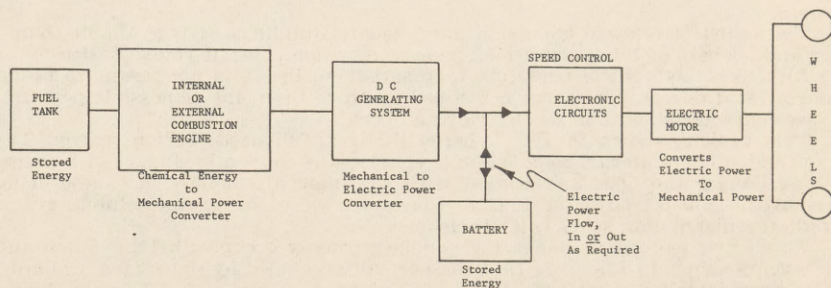 FUEL
TANK
Stored
Energy
INTERNAL
OR
EXTERNAL
COMBUSTION
ENGINE
Chemical Energy
to
Mechanical Power
Converter
D C
GENERATING
SYSTEM
Mechanical to
Electric Power
Converter
BATTERY
Stored
Energy
Electric
Power
Flow,
In or Out
As Required
SPEED CONTROL
ELECTRONIC
CIRCUITS
ELECTRIC
MOTOR
Converts
Electric Power
To
Mechanical Power
WHEELS